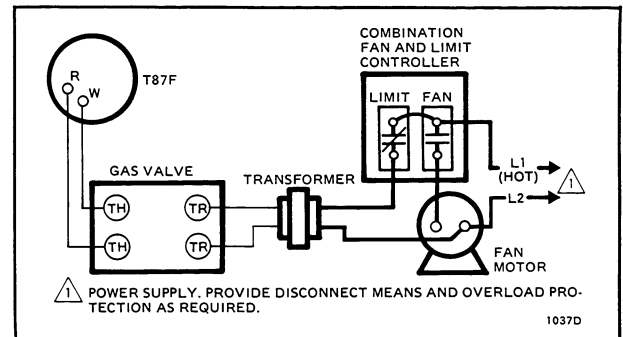 COMBINATION
FAN AND LIMIT
CONTROLLER
R
W
T87F
LIMIT FAN
GAS VALVE
TRANSFORMER
L1
(HOT)
L2
1
TH
TR
TH
TR
FAN
MOTOR
1 POWER SUPPLY. PROVIDE DISCONNECT MEANS AND OVERLOAD PRO-
TECTION AS REQUIRED.
1037D